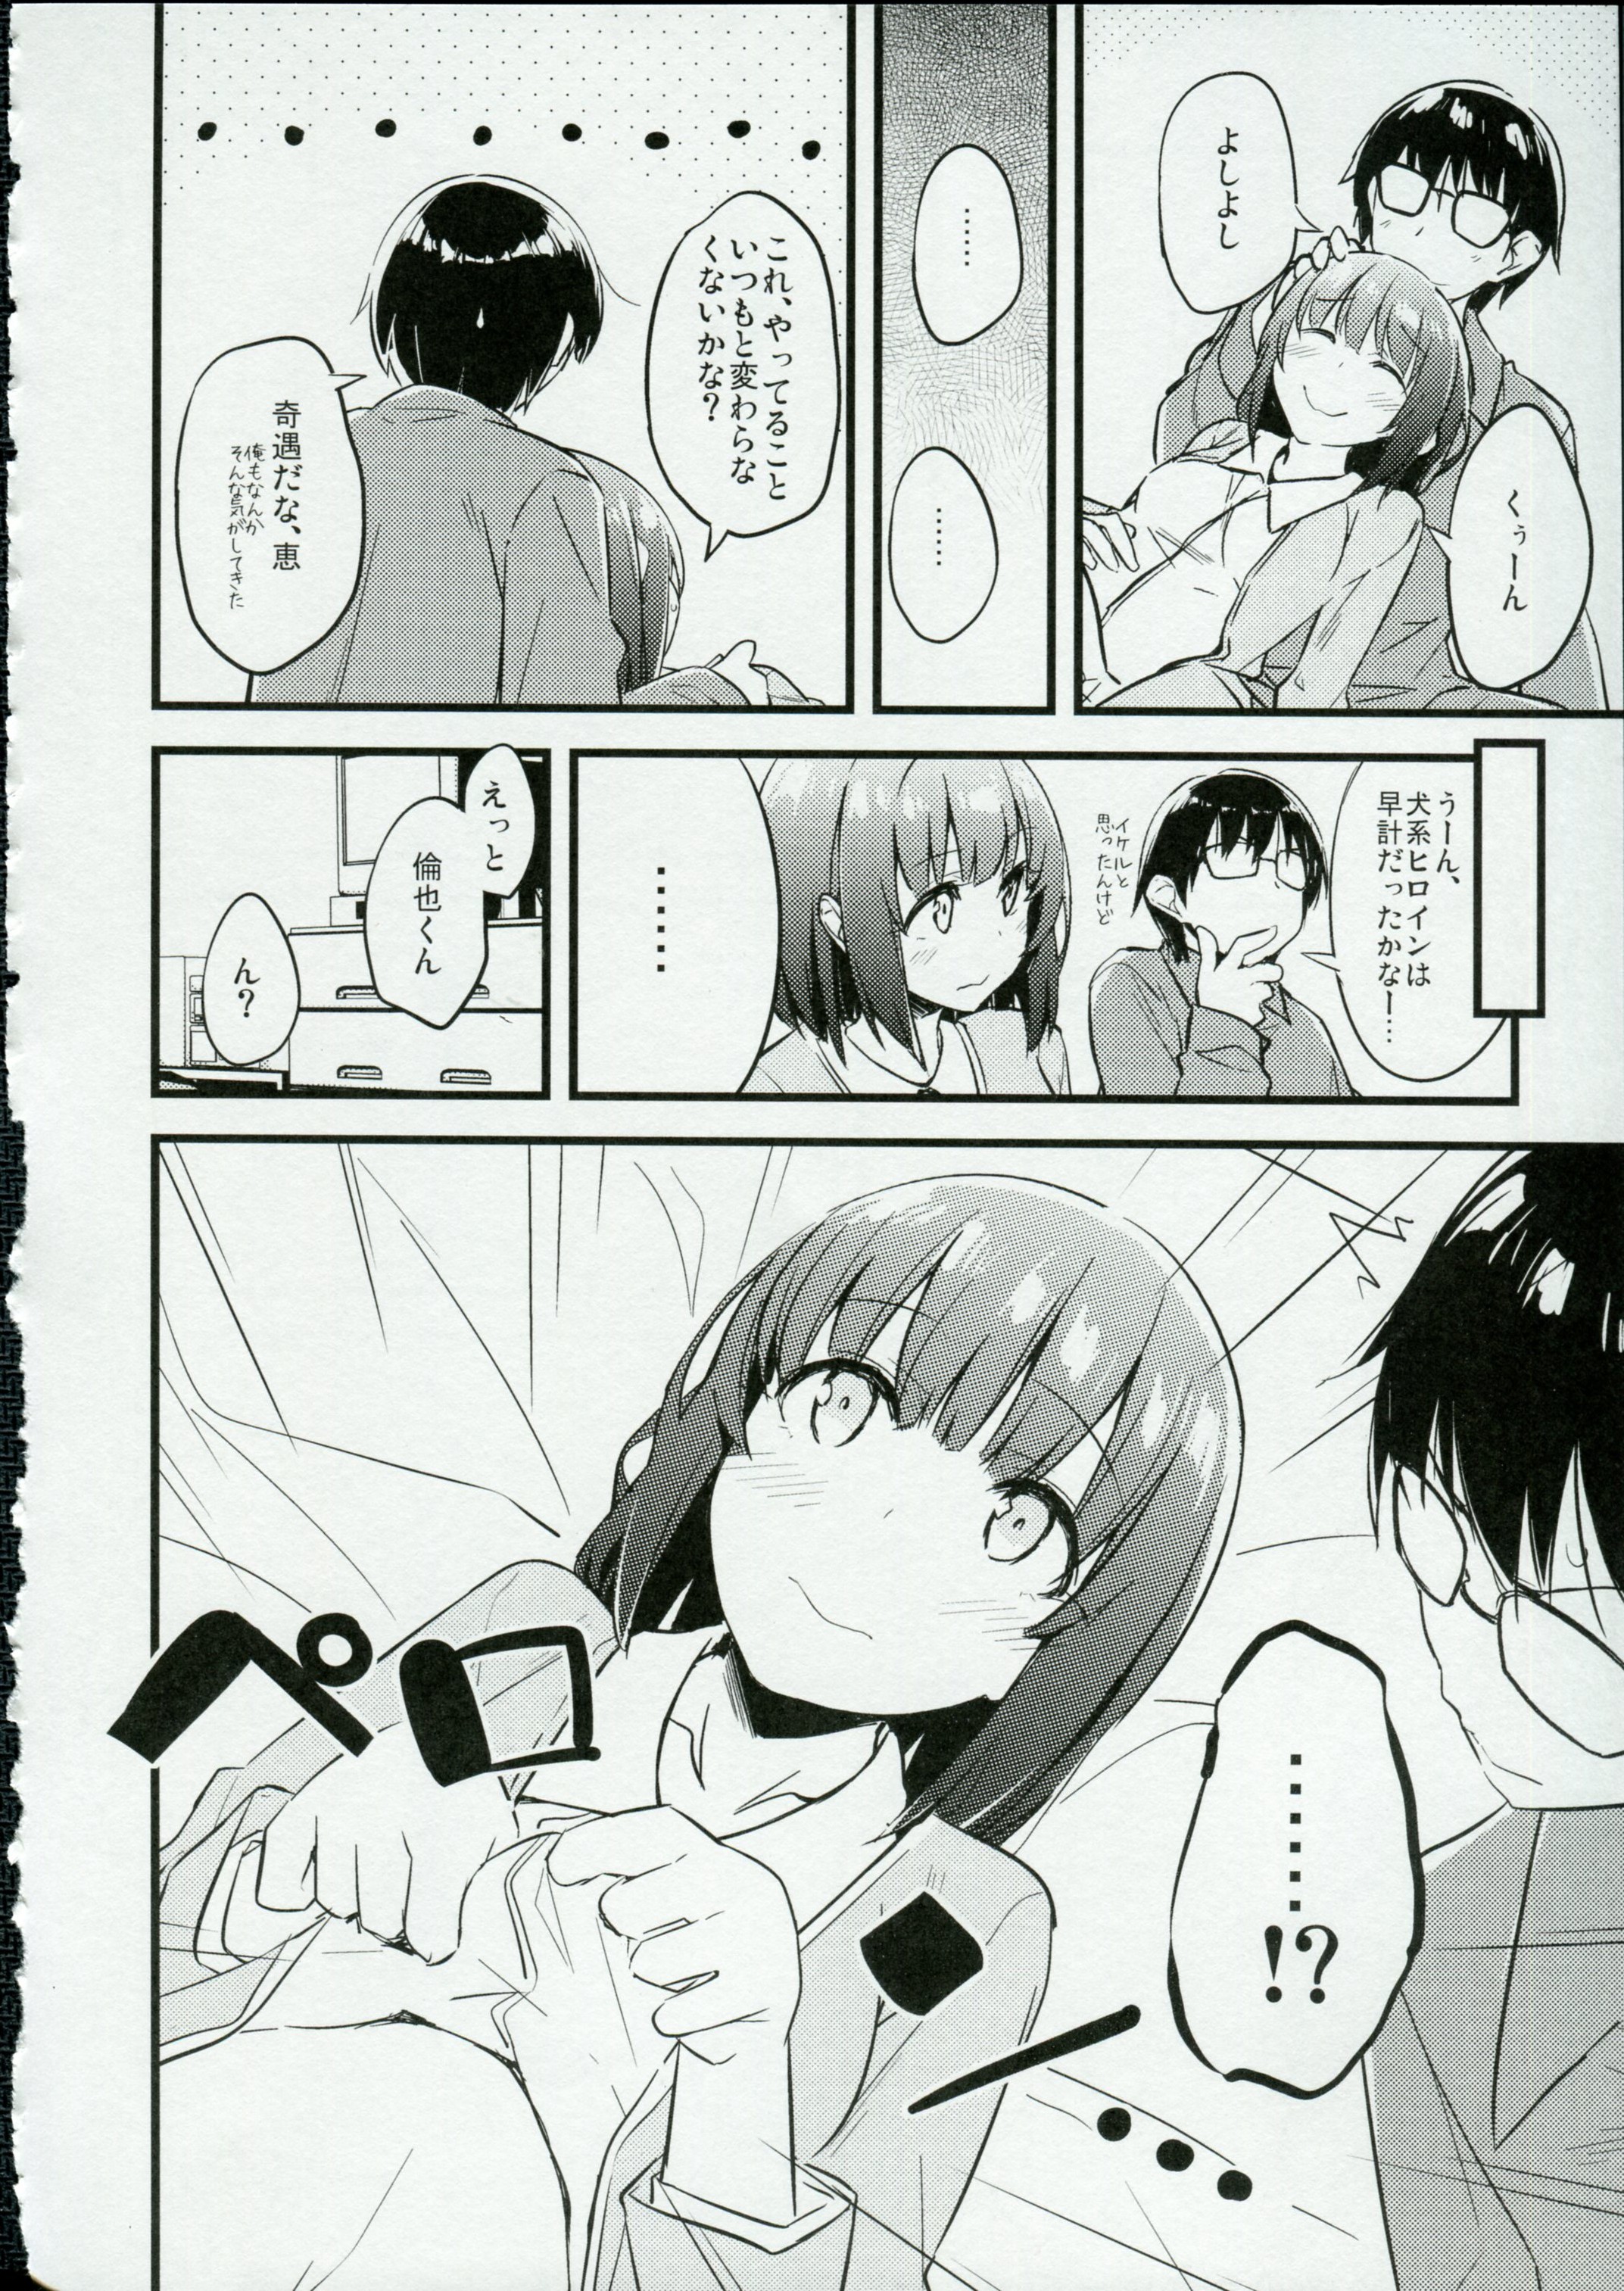 よしよし
くぅーん
……
……
これ、やってること
いつもと変わらな
くないかな？
奇遇だな、恵
俺もなんか
そんな気がしてきた
うーん、
犬系ヒロインは
早計だったかなー…
イケルと
思ったんけど
……
えっと
倫也くん
ん？
……!?
ペロッ…